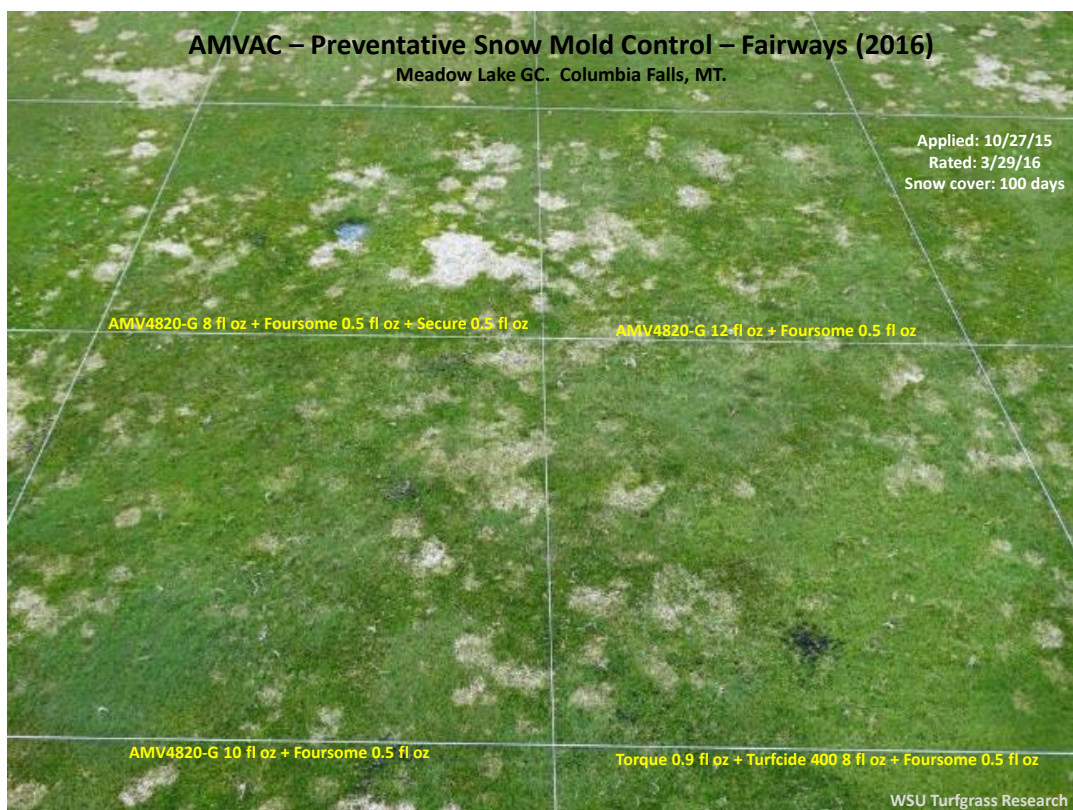 AMVAC – Preventative Snow Mold Control – Fairways (2016)
Meadow Lake GC. Columbia Falls, MT.
Applied: 10/27/15
Rated: 3/29/16
Snow cover: 100 days
AMV4820-G 8 fl oz + Foursome 0.5 fl oz + Secure 0.5 fl oz
AMV4820-G 12 fl oz + Foursome 0.5 fl oz
AMV4820-G 10 fl oz + Foursome 0.5 fl oz
Torque 0.9 fl oz + Turfcide 400 8 fl oz + Foursome 0.5 fl oz
WSU Turfgrass Research